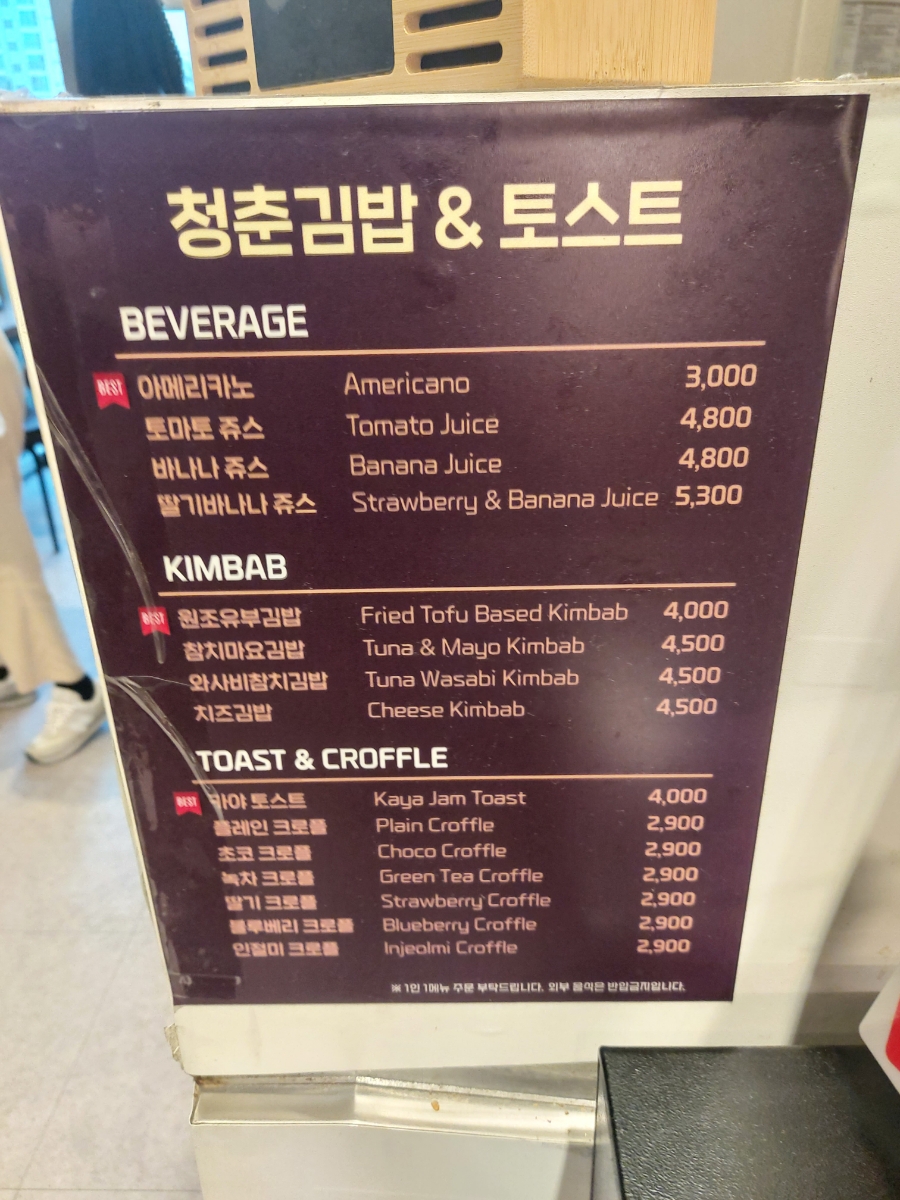 청춘김밥 & 토스트
BEVERAGE
BEST 아메리카노 Americano 3,000
토마토 쥬스 Tomato Juice 4,800
바나나 쥬스 Banana Juice 4,800
딸기바나나 쥬스 Strawberry & Banana Juice 5,300
KIMBAB
BEST 원조유부김밥 Fried Tofu Based Kimbab 4,000
참치마요김밥 Tuna & Mayo Kimbab 4,500
와사비참치김밥 Tuna Wasabi Kimbab 4,500
치즈김밥 Cheese Kimbab 4,500
TOAST & CROFFLE
BEST 카야 토스트 Kaya Jam Toast 4,000
플레인 크로플 Plain Croffle 2,900
초코 크로플 Choco Croffle 2,900
녹차 크로플 Green Tea Croffle 2,900
딸기 크로플 Strawberry Croffle 2,900
블루베리 크로플 Blueberry Croffle 2,900
인절미 크로플 Injeolmi Croffle 2,900
※ 1인 1메뉴 주문 부탁드립니다. 외부 음식은 반입금지입니다.